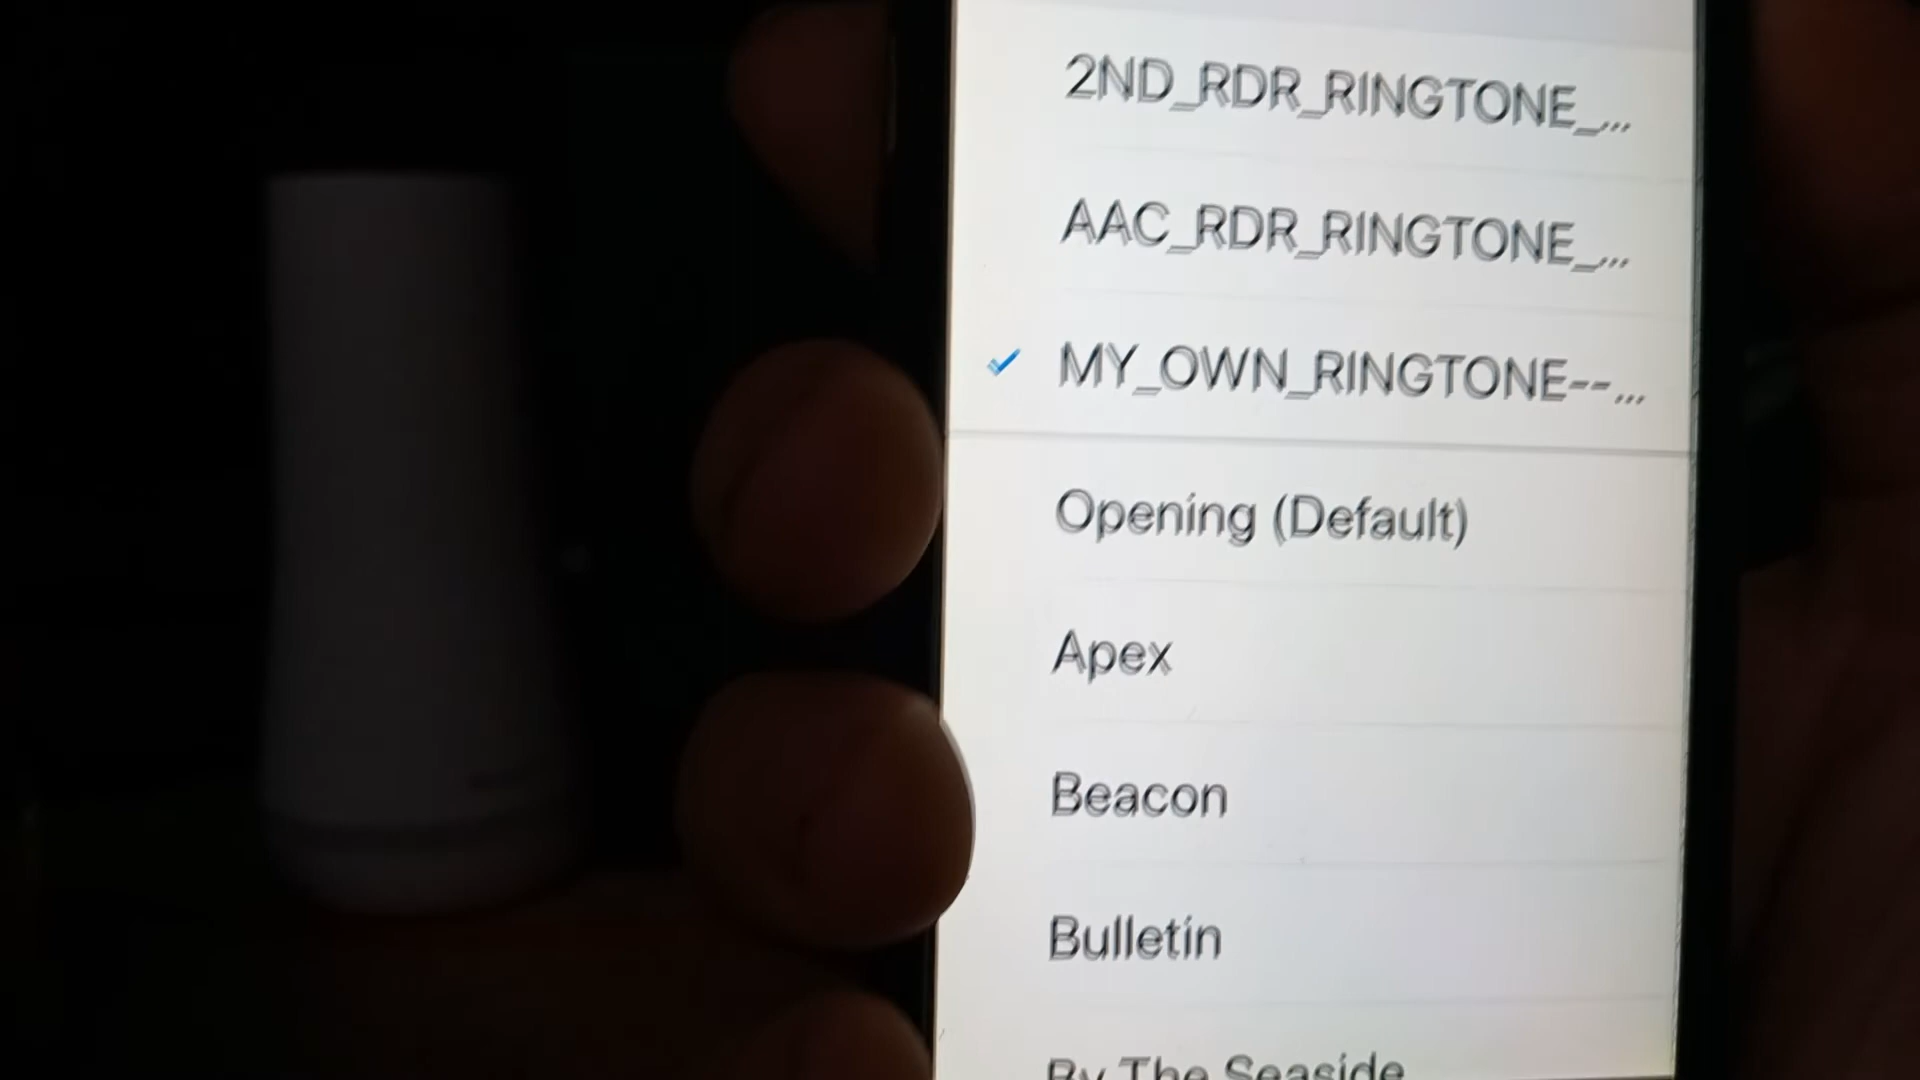 2ND_RDR_RINGTONE_...
AAC_RDR_RINGTONE_...
MY_OWN_RINGTONE--...
Opening (Default)
Apex
Beacon
Bulletin
By The Seaside